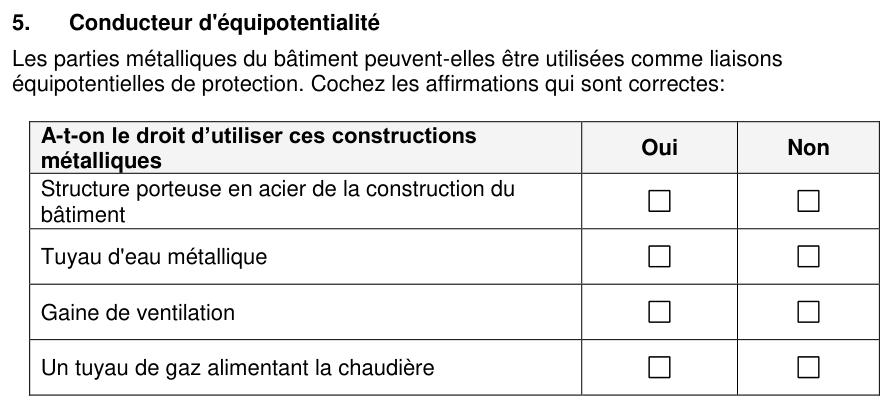 5. Conducteur d'équipotentialité
Les parties métalliques du bâtiment peuvent-elles être utilisées comme liaisons
équipotentielles de protection. Cochez les affirmations qui sont correctes:
A-t-on le droit d’utiliser ces constructions
métalliques
Oui
Non
Structure porteuse en acier de la construction du
bâtiment
Tuyau d'eau métallique
Gaine de ventilation
Un tuyau de gaz alimentant la chaudière